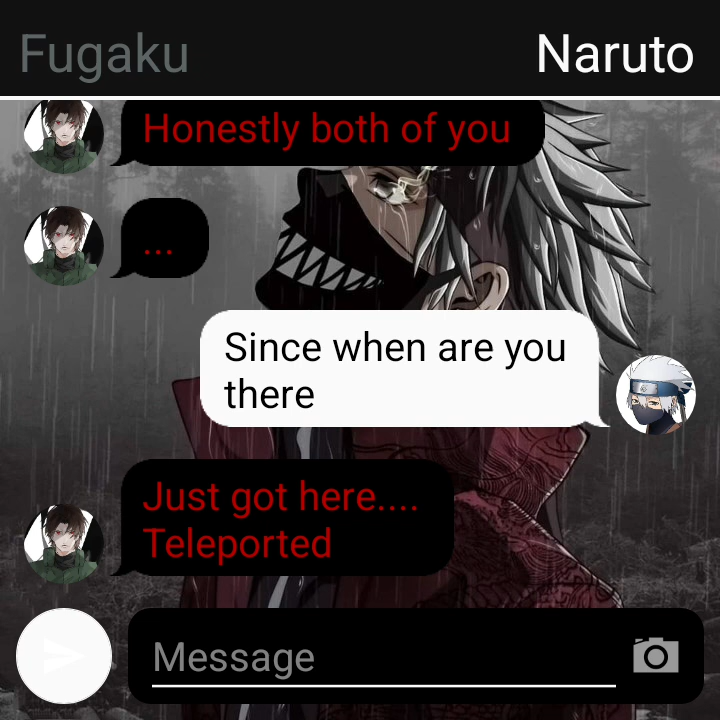 Fugaku
Naruto
Honestly both of you
...
Since when are you
there
Just got here....
Teleported
Message